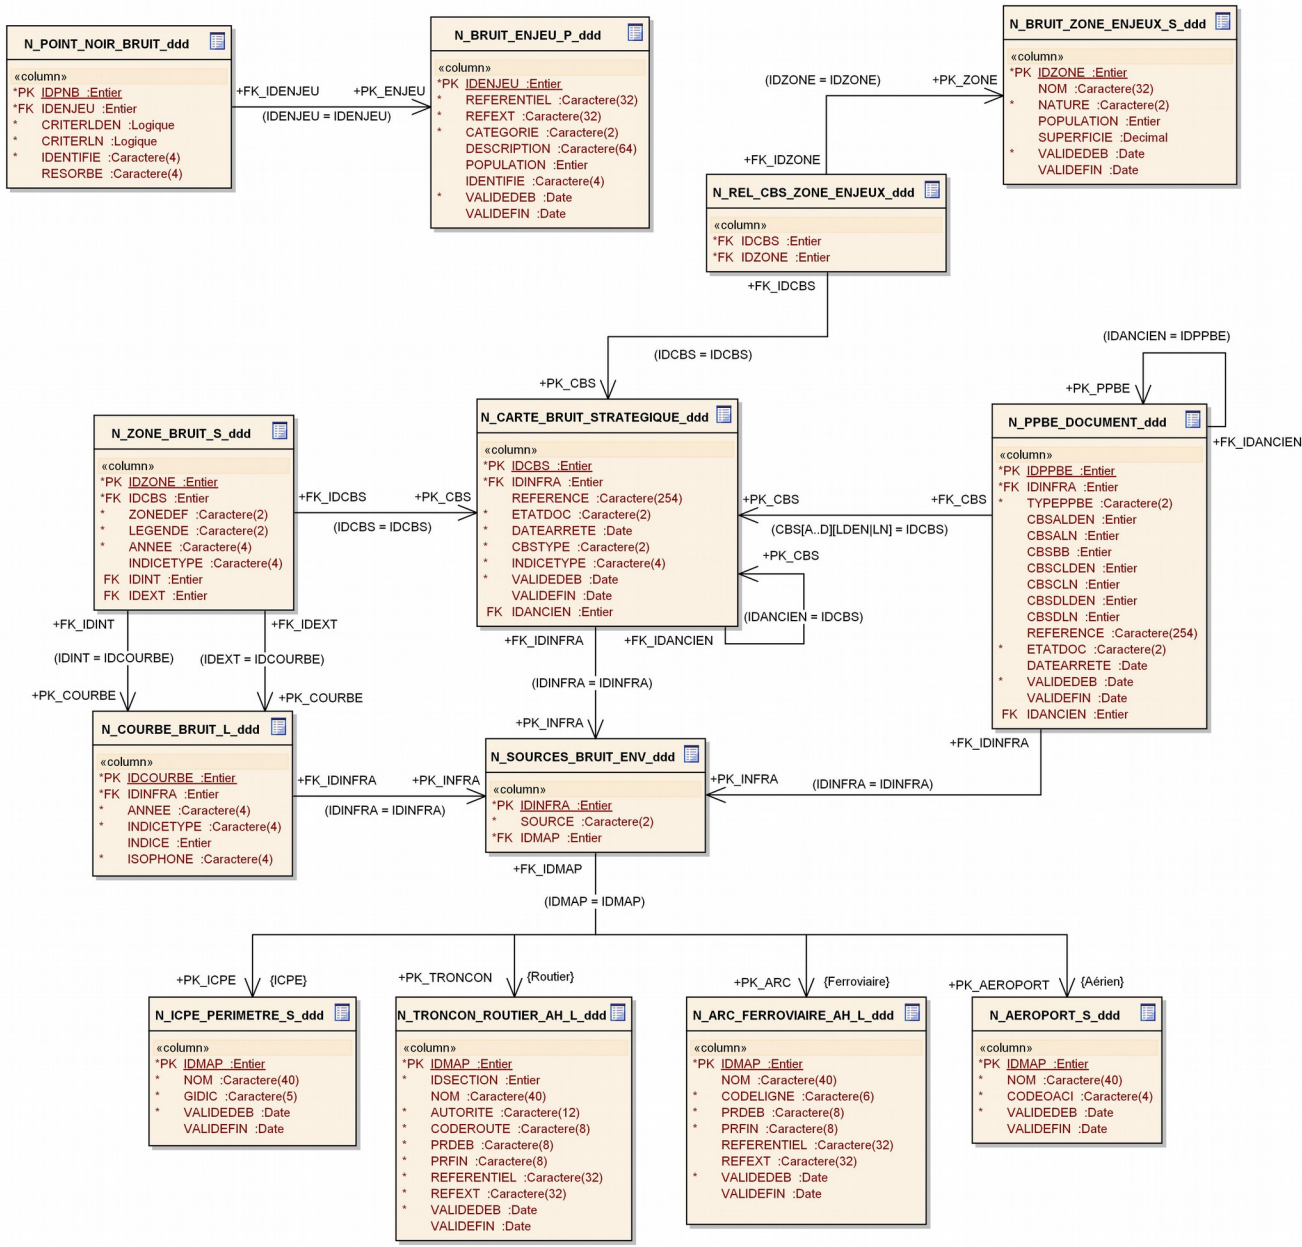 N_POINT_NOIR_BRUIT_ddd
«column»
*PK IDPNB :Entier
*FK IDENJEU :Entier
* CRITERLDEN :Logique
* CRITERLN :Logique
* IDENTIFIE :Caractere(4)
RESORBE :Caractere(4)
+FK_IDENJEU
+PK_ENJEU
(IDENJEU = IDENJEU)
N_BRUIT_ENJEU_P_ddd
«column»
*PK IDENJEU :Entier
* REFERENTIEL :Caractere(32)
* REFEXT :Caractere(32)
* CATEGORIE :Caractere(2)
DESCRIPTION :Caractere(64)
POPULATION :Entier
IDENTIFIE :Caractere(4)
* VALIDEDEB :Date
VALIDEFIN :Date
N_BRUIT_ZONE_ENJEUX_S_ddd
«column»
*PK IDZONE :Entier
NOM :Caractere(32)
* NATURE :Caractere(2)
POPULATION :Entier
SUPERFICIE :Decimal
* VALIDEDEB :Date
VALIDEFIN :Date
(IDZONE = IDZONE)
+PK_ZONE
+FK_IDZONE
N_REL_CBS_ZONE_ENJEUX_ddd
«column»
*FK IDCBS :Entier
*FK IDZONE :Entier
+FK_IDCBS
(IDCBS = IDCBS)
+PK_CBS
N_ZONE_BRUIT_S_ddd
«column»
*PK IDZONE :Entier
*FK IDCBS :Entier
* ZONEDEF :Caractere(2)
* LEGENDE :Caractere(2)
* ANNEE :Caractere(4)
INDICETYPE :Caractere(4)
FK IDINT :Entier
FK IDEXT :Entier
+FK_IDCBS
+PK_CBS
(IDCBS = IDCBS)
N_CARTE_BRUIT_STRATEGIQUE_ddd
«column»
*PK IDCBS :Entier
*FK IDINFRA :Entier
REFERENCE :Caractere(254)
* ETATDOC :Caractere(2)
* DATEARRETE :Date
* CBSTYPE :Caractere(2)
* INDICETYPE :Caractere(4)
* VALIDEDEB :Date
VALIDEFIN :Date
FK IDANCIEN :Entier
(IDANCIEN = IDPPBE)
+PK_PPBE
+FK_IDANCIEN
N_PPBE_DOCUMENT_ddd
«column»
*PK IDPPBE :Entier
*FK IDINFRA :Entier
* TYPEPPBE :Caractere(2)
CBSALDEN :Entier
CBSALN :Entier
CBSBB :Entier
CBSCLDEN :Entier
CBSCLN :Entier
CBSDLDEN :Entier
CBSDLN :Entier
REFERENCE :Caractere(254)
* ETATDOC :Caractere(2)
DATEARRETE :Date
* VALIDEDEB :Date
VALIDEFIN :Date
FK IDANCIEN :Entier
+PK_CBS
+FK_CBS
(CBS[A..D][LDEN|LN] = IDCBS)
+PK_CBS
(IDANCIEN = IDCBS)
+FK_IDINFRA
+FK_IDANCIEN
(IDINFRA = IDINFRA)
+PK_INFRA
+FK_IDINT
+FK_IDEXT
(IDINT = IDCOURBE)
(IDEXT = IDCOURBE)
+PK_COURBE
+PK_COURBE
N_COURBE_BRUIT_L_ddd
«column»
*PK IDCOURBE :Entier
*FK IDINFRA :Entier
* ANNEE :Caractere(4)
* INDICETYPE :Caractere(4)
INDICE :Entier
* ISOPHONE :Caractere(4)
+FK_IDINFRA
+PK_INFRA
(IDINFRA = IDINFRA)
N_SOURCES_BRUIT_ENV_ddd
«column»
*PK IDINFRA :Entier
* SOURCE :Caractere(2)
*FK IDMAP :Entier
+FK_IDINFRA
+PK_INFRA
(IDINFRA = IDINFRA)
+FK_IDMAP
(IDMAP = IDMAP)
+PK_ICPE
{ICPE}
+PK_TRONCON
{Routier}
+PK_ARC
{Ferroviaire}
+PK_AEROPORT
{Aérien}
N_ICPE_PERIMETRE_S_ddd
«column»
*PK IDMAP :Entier
* NOM :Caractere(40)
* GIDIC :Caractere(5)
* VALIDEDEB :Date
VALIDEFIN :Date
N_TRONCON_ROUTIER_AH_L_ddd
«column»
*PK IDMAP :Entier
* IDSECTION :Entier
NOM :Caractere(40)
* AUTORITE :Caractere(12)
* CODEROUTE :Caractere(8)
* PRDEB :Caractere(8)
* PRFIN :Caractere(8)
* REFERENTIEL :Caractere(32)
* REFEXT :Caractere(32)
* VALIDEDEB :Date
VALIDEFIN :Date
N_ARC_FERROVIAIRE_AH_L_ddd
«column»
*PK IDMAP :Entier
NOM :Caractere(40)
* CODELIGNE :Caractere(6)
* PRDEB :Caractere(8)
* PRFIN :Caractere(8)
REFERENTIEL :Caractere(32)
REFEXT :Caractere(32)
* VALIDEDEB :Date
VALIDEFIN :Date
N_AEROPORT_S_ddd
«column»
*PK IDMAP :Entier
* NOM :Caractere(40)
* CODEOACI :Caractere(4)
* VALIDEDEB :Date
VALIDEFIN :Date